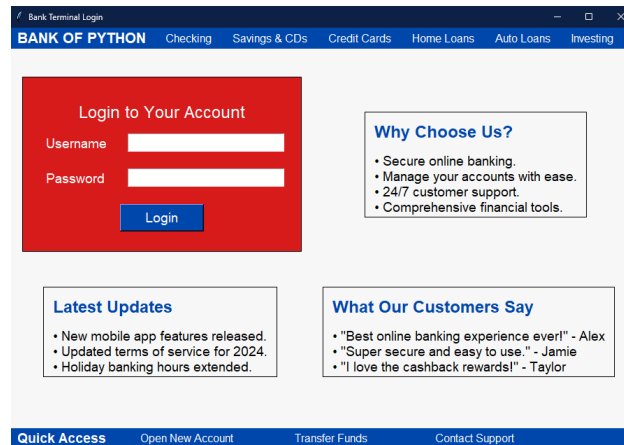 Bank Terminal Login
BANK OF PYTHON Checking Savings & CDs Credit Cards Home Loans Auto Loans Investing
Login to Your Account
Username
Password
Login
Why Choose Us?
• Secure online banking.
• Manage your accounts with ease.
• 24/7 customer support.
• Comprehensive financial tools.
Latest Updates
• New mobile app features released.
• Updated terms of service for 2024.
• Holiday banking hours extended.
What Our Customers Say
• "Best online banking experience ever!" - Alex
• "Super secure and easy to use." - Jamie
• "I love the cashback rewards!" - Taylor
Quick Access Open New Account Transfer Funds Contact Support